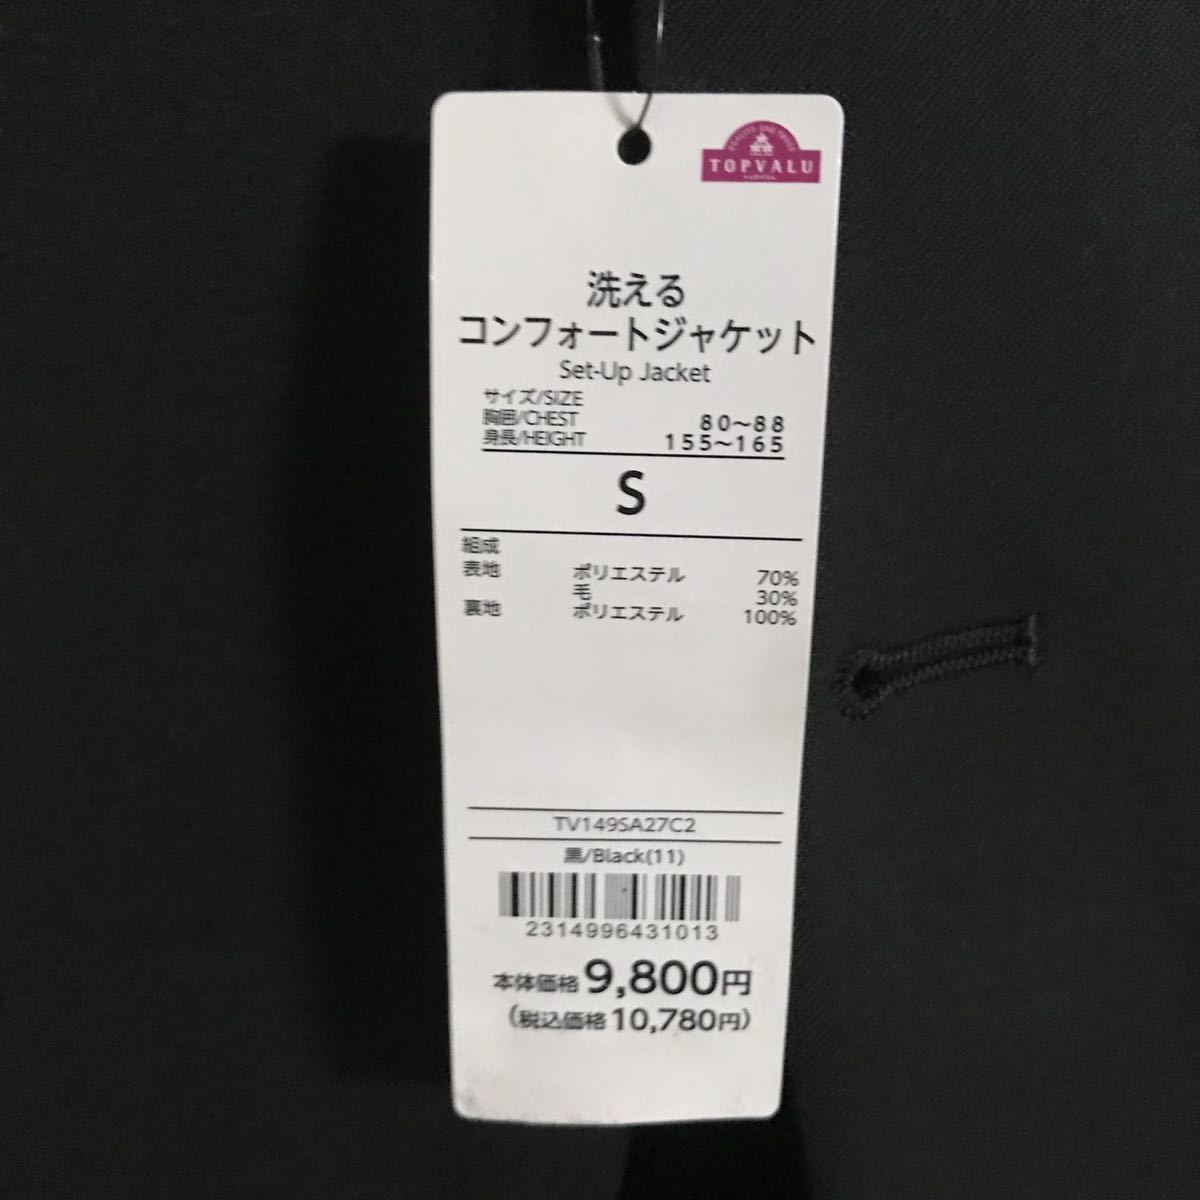 TOPVALU
洗える
コンフォートジャケット
Set-Up Jacket
サイズ/SIZE
胸囲/CHEST 80～88
身長/HEIGHT 155～165
S
組成
表地 ポリエステル 70%
毛 30%
裏地 ポリエステル 100%
TV149SA27C2
黒/Black(11)
2314996431013
本体価格 9,800円
(税込価格 10,780円)